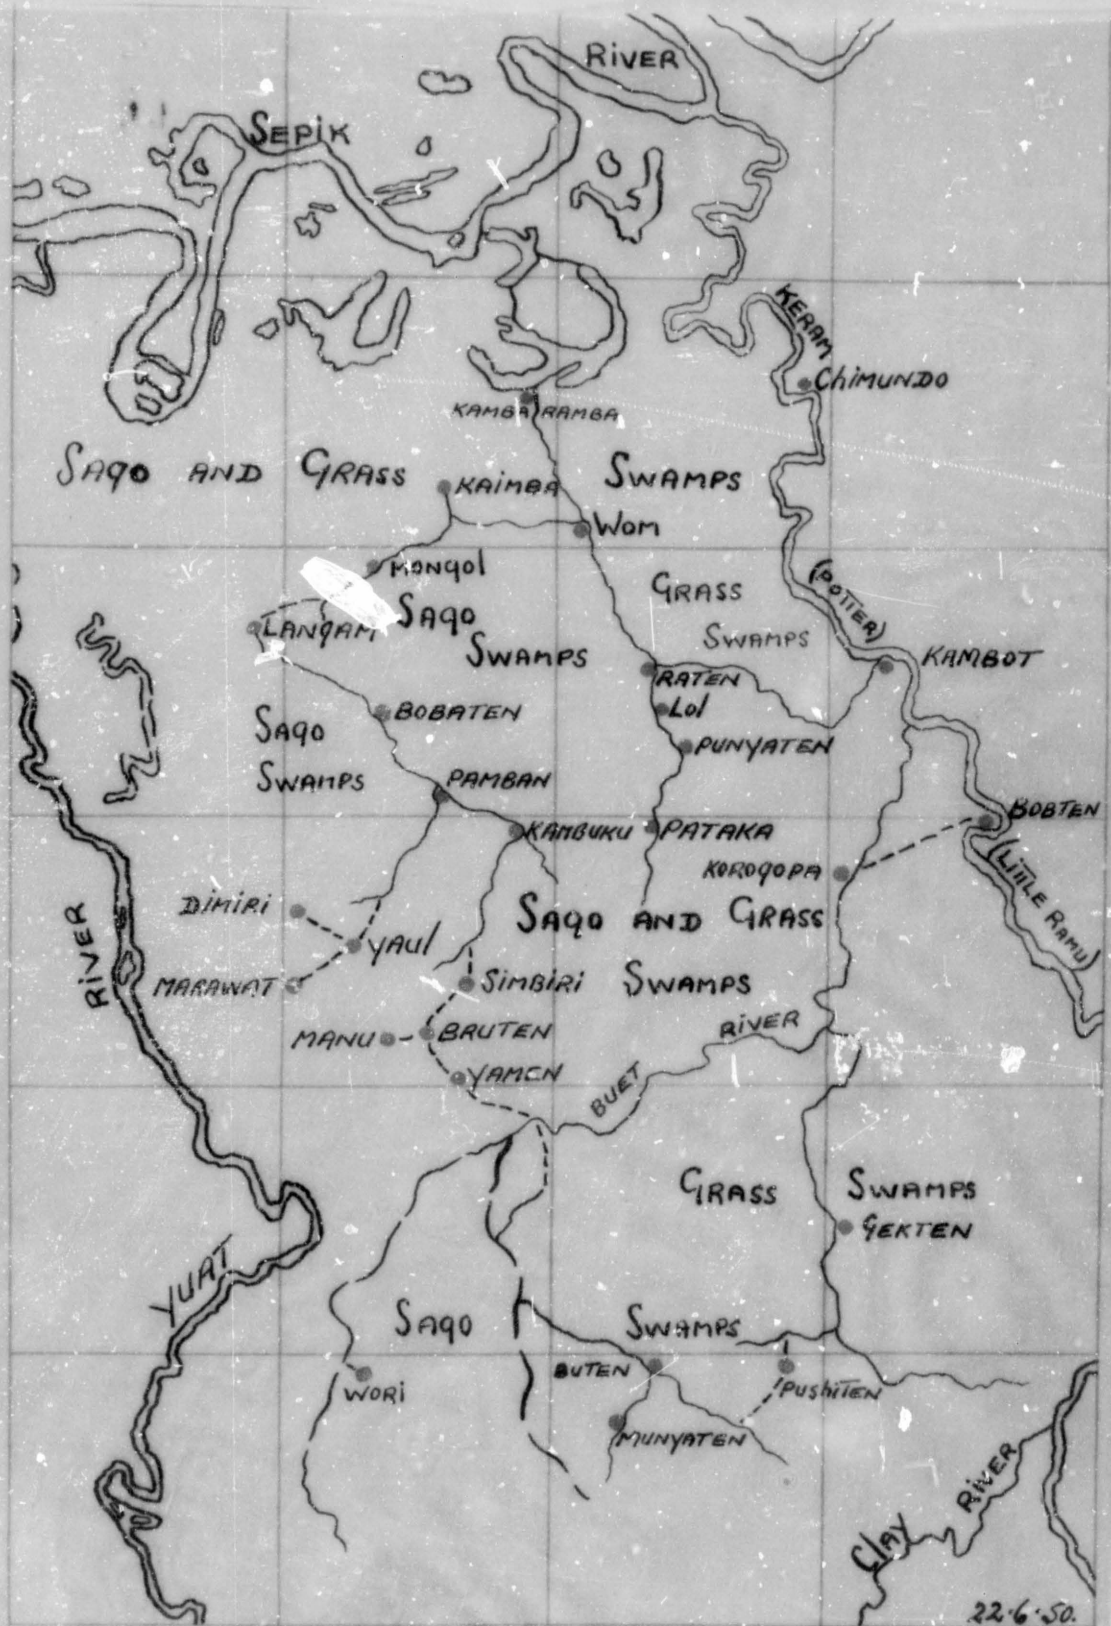 RIVER
SEPIK
KERAM
CHIMUNDO
KAMBARAMBA
SAGO AND GRASS SWAMPS
KAIMBA
WOM
MONGOL
GRASS
SWAMPS
(POTTER)
SAGO
SWAMPS
LANGAM
KAMBOT
RATEN
LOL
BOBATEN
SAGO
SWAMPS
PUNYATEN
PAMBAN
BOBTEN
KAMBUKU
PATAKA
(LITTLE RAMU)
KOROGOPA
DIMIRI
SAGO AND GRASS
SWAMPS
YAUL
RIVER
MARAWAT
SIMBIRI
MANU
BRUTEN
RIVER
YAMEN
BUET
GRASS SWAMPS
GEKTEN
YUAT
SAGO SWAMPS
BUTEN
WORI
PUSHITEN
MUNYATEN
CLAY RIVER
22.6.50.